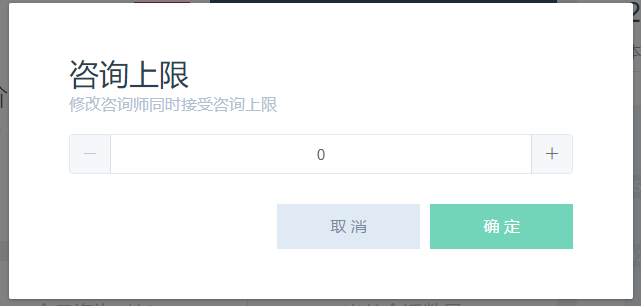 咨询上限
修改咨询师同时接受咨询上限
− 0 +
取 消 确 定